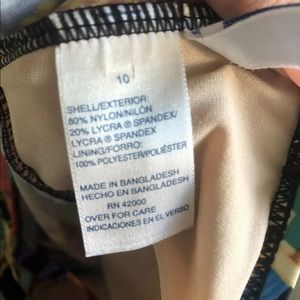 10
SHELL/EXTERIOR:
80% NYLON/NILÓN
20% LYCRA® SPANDEX/
LYCRA® SPANDEX
LINING/FORRO:
100% POLYESTER/POLIÉSTER
MADE IN BANGLADESH
HECHO EN BANGLADESH
RN 42000
OVER FOR CARE
INDICACIONES EN EL VERSO